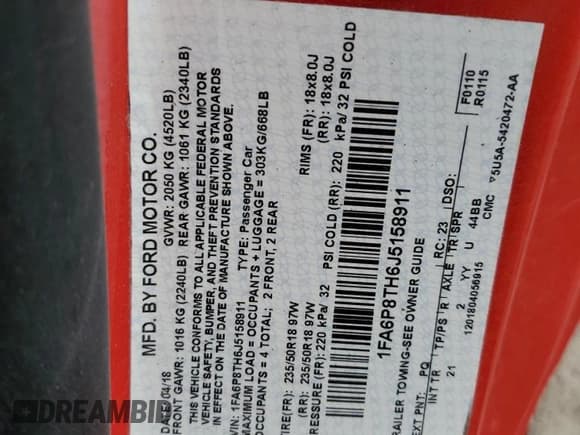 MFD. BY FORD MOTOR CO.
DATE: 04/18 GVWR: 2050 KG (4520LB)
FRONT GAWR: 1016 KG (2240LB) REAR GAWR: 1061 KG (2340LB)
THIS VEHICLE CONFORMS TO ALL APPLICABLE FEDERAL MOTOR
VEHICLE SAFETY, BUMPER, AND THEFT PREVENTION STANDARDS
IN EFFECT ON THE DATE OF MANUFACTURE SHOWN ABOVE.
VIN: 1FA6P8TH6J5158911 TYPE: Passenger Car
MAXIMUM LOAD = OCCUPANTS + LUGGAGE = 303KG/668LB
OCCUPANTS = 4 TOTAL; 2 FRONT, 2 REAR
TIRE(FR): 235/50R18 97W RIMS (FR): 18x8.0J
(RR): 235/50R18 97W (RR): 18x8.0J
PRESSURE (FR): 220 kPa/ 32 PSI COLD (RR): 220 kPa/ 32 PSI COLD
1FA6P8TH6J5158911
TRAILER TOWING-SEE OWNER GUIDE
F0110
R0115
EXT PNT: PQ RC: 23 DSO:
INT TR TP/PS R AXLE TR SPR
21 2 YY U 44BB
1201804056915 CMC ▽5U5A-5420472-AA
DREAMBID